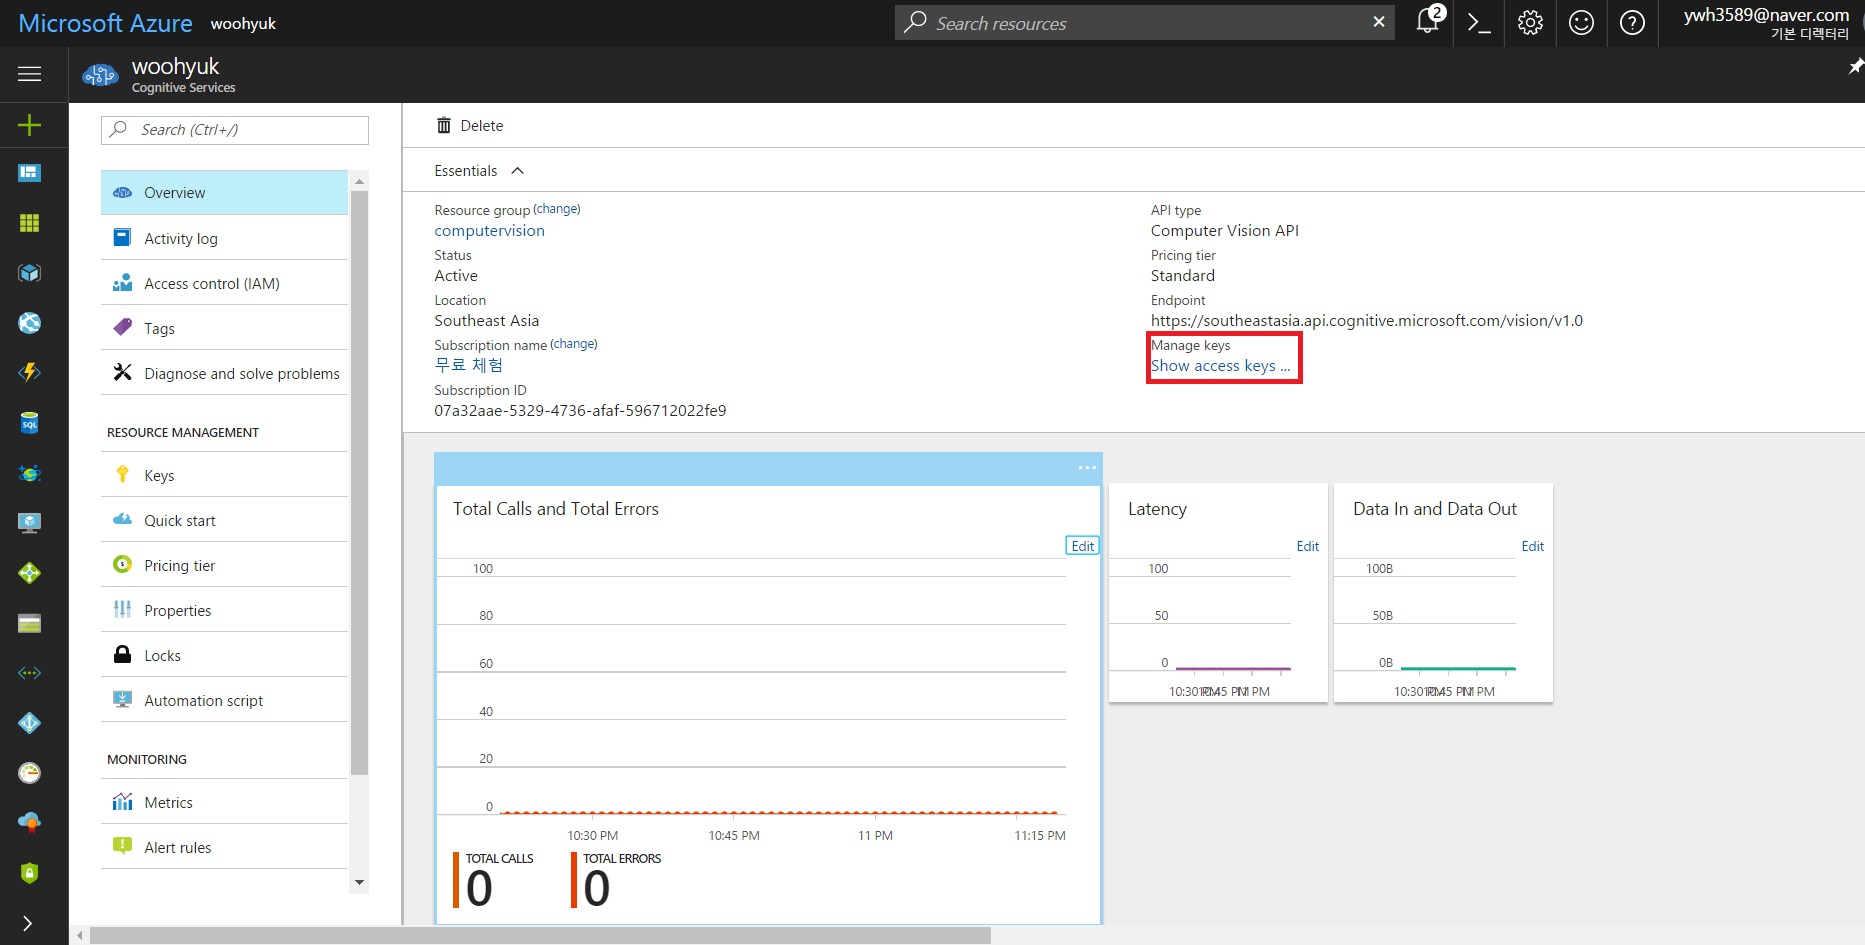 Microsoft Azure woohyuk
Search resources
2
ywh3589@naver.com
기본 디렉터리
woohyuk
Cognitive Services
Search (Ctrl+/)
Overview
Activity log
Access control (IAM)
Tags
Diagnose and solve problems
RESOURCE MANAGEMENT
Keys
Quick start
Pricing tier
Properties
Locks
Automation script
MONITORING
Metrics
Alert rules
Delete
Essentials
Resource group (change)
computervision
Status
Active
Location
Southeast Asia
Subscription name (change)
무료 체험
Subscription ID
07a32aae-5329-4736-afaf-596712022fe9
API type
Computer Vision API
Pricing tier
Standard
Endpoint
https://southeastasia.api.cognitive.microsoft.com/vision/v1.0
Manage keys
Show access keys ...
Total Calls and Total Errors
Edit
100
80
60
40
20
0
10:30 PM 10:45 PM 11 PM 11:15 PM
TOTAL CALLS
0
TOTAL ERRORS
0
Latency
Edit
100
50
0
10:30 PM 10:45 PM 11 PM
Data In and Data Out
Edit
100B
50B
0B
10:30 PM 10:45 PM 11 PM
SQL